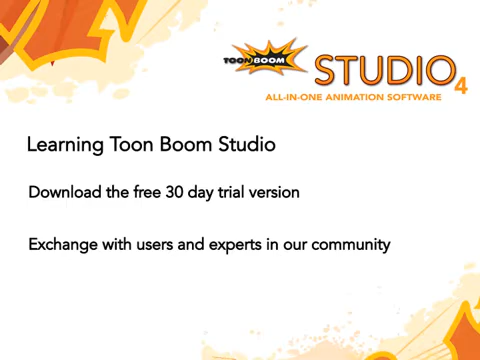 TOON BOOM
STUDIO 4
ALL-IN-ONE ANIMATION SOFTWARE
Learning Toon Boom Studio
Download the free 30 day trial version
Exchange with users and experts in our community